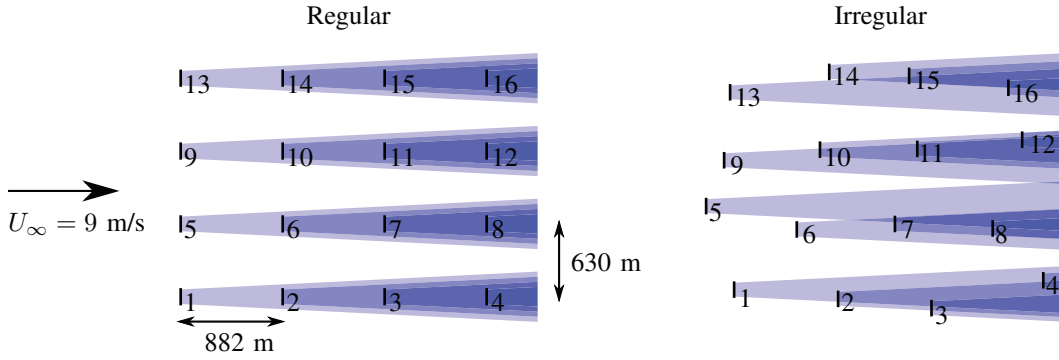 Regular
Irregular
13 14 15 16
9 10 11 12
U∞ = 9 m/s
5 6 7 8
630 m
1 2 3 4
882 m
14 15
13 16
12
9 10 11
5
6 7 8
4
1 2 3